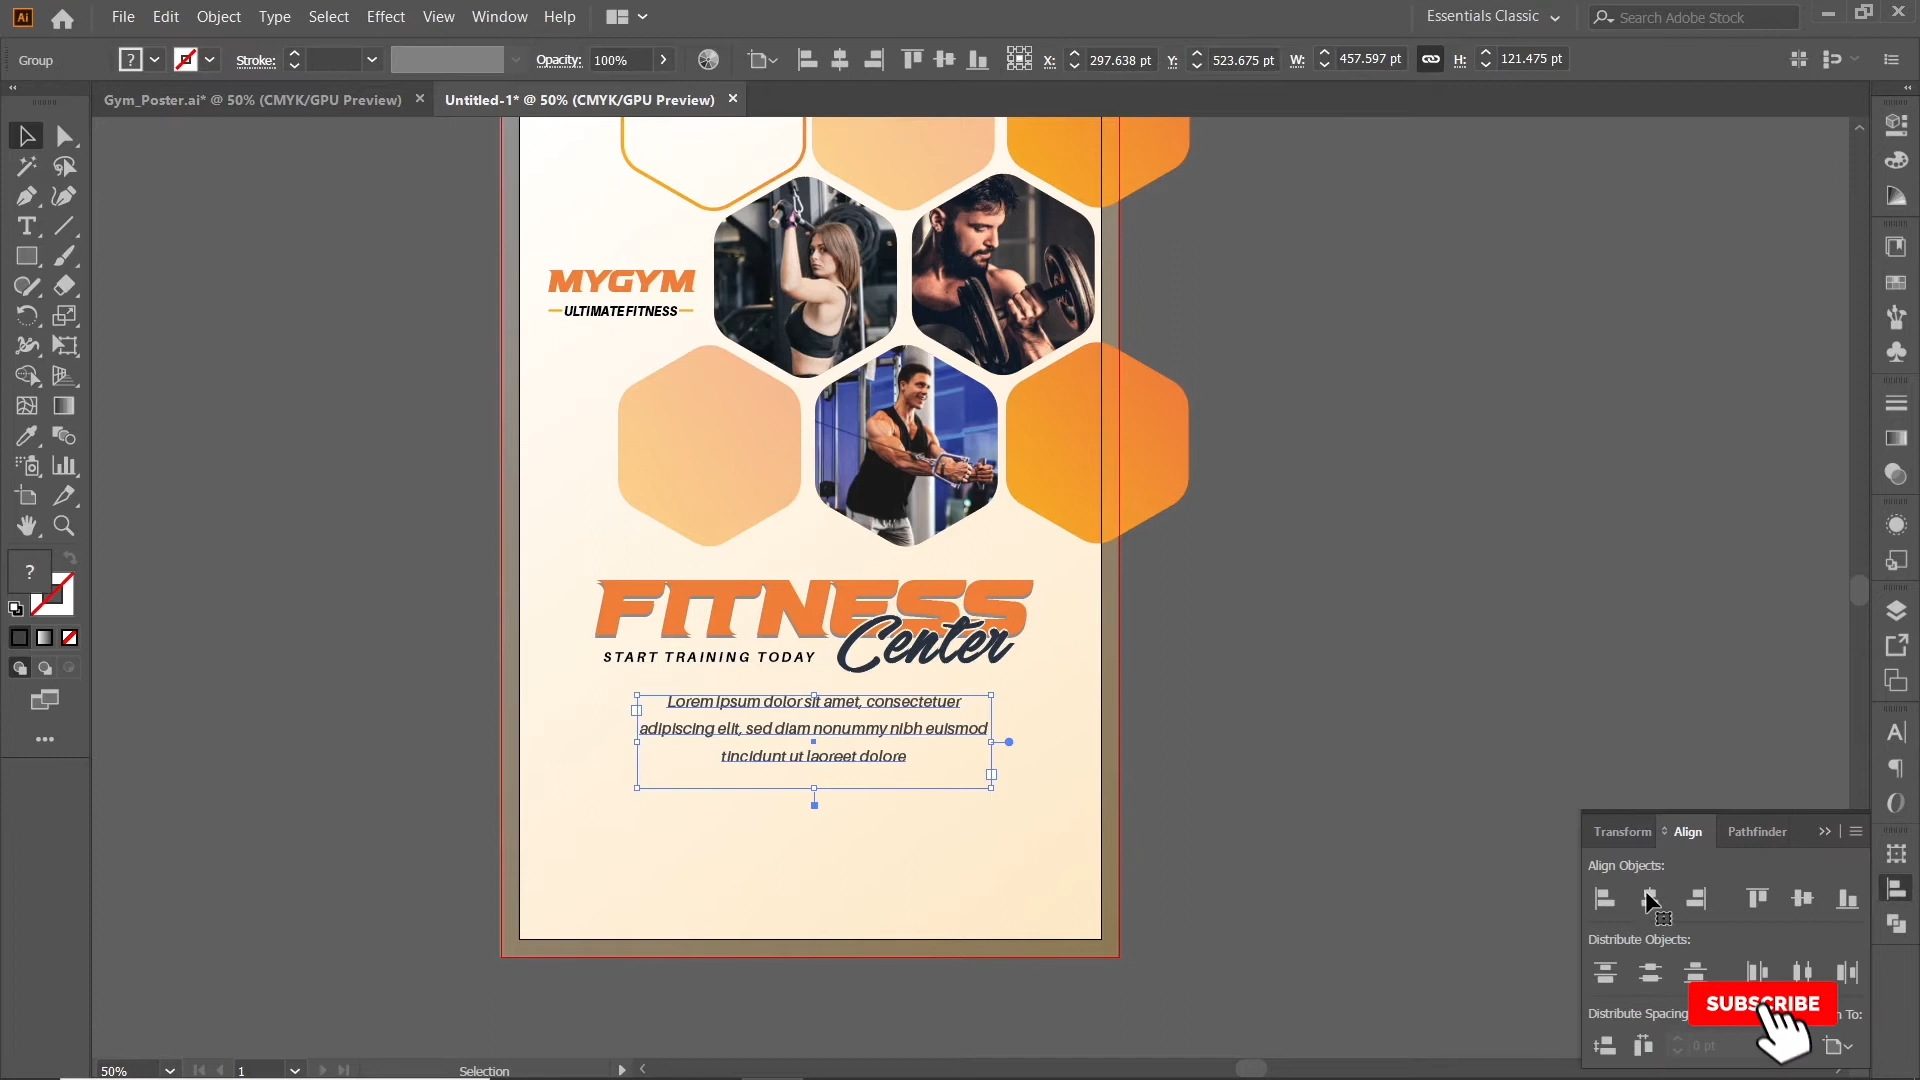 Ai File Edit Object Type Select Effect View Window Help Essentials Classic Search Adobe Stock
Group ? Stroke: Opacity: 100% X: 297.638 pt Y: 523.675 pt W: 457.597 pt H: 121.475 pt
Gym_Poster.ai* @ 50% (CMYK/GPU Preview) × Untitled-1* @ 50% (CMYK/GPU Preview) ×
MYGYM
ULTIMATE FITNESS
FITNESS
Center
START TRAINING TODAY
Lorem ipsum dolor sit amet, consectetuer
adipiscing elit, sed diam nonummy nibh euismod
tincidunt ut laoreet dolore
?
Transform Align Pathfinder
Align Objects:
Distribute Objects:
SUBSCRIBE
Distribute Spacing To:
0 pt
50% 1 Selection